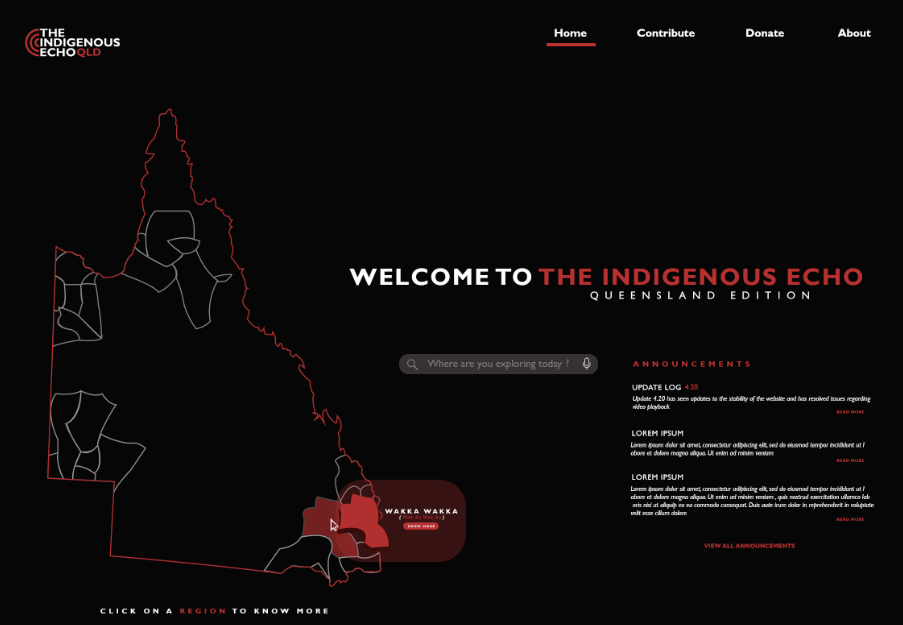 THE
INDIGENOUS
ECHO QLD
Home Contribute Donate About
WELCOME TO THE INDIGENOUS ECHO
QUEENSLAND EDITION
Where are you exploring today ?
ANNOUNCEMENTS
UPDATE LOG 4.20
Update 4.20 has seen updates to the stability of the website and has resolved issues regarding
video playback
READ MORE
LOREM IPSUM
Lorem ipsum dolor sit amet, consectetur adipiscing elit, sed do eiusmod tempor incididunt ut l
abore et dolore magna aliqua. Ut enim ad minim veniam
READ MORE
LOREM IPSUM
Lorem ipsum dolor sit amet, consectetur adipiscing elit, sed do eiusmod tempor incididunt ut l
abore et dolore magna aliqua. Ut enim ad minim veniam , quis nostrud exercitation ullamco lab
oris nisi ut aliquip ex ea commodo consequat. Duis aute irure dolor in reprehenderit in voluptate
velit esse cillum dolore
READ MORE
VIEW ALL ANNOUNCEMENTS
WAKKA WAKKA
KNOW MORE
CLICK ON A REGION TO KNOW MORE